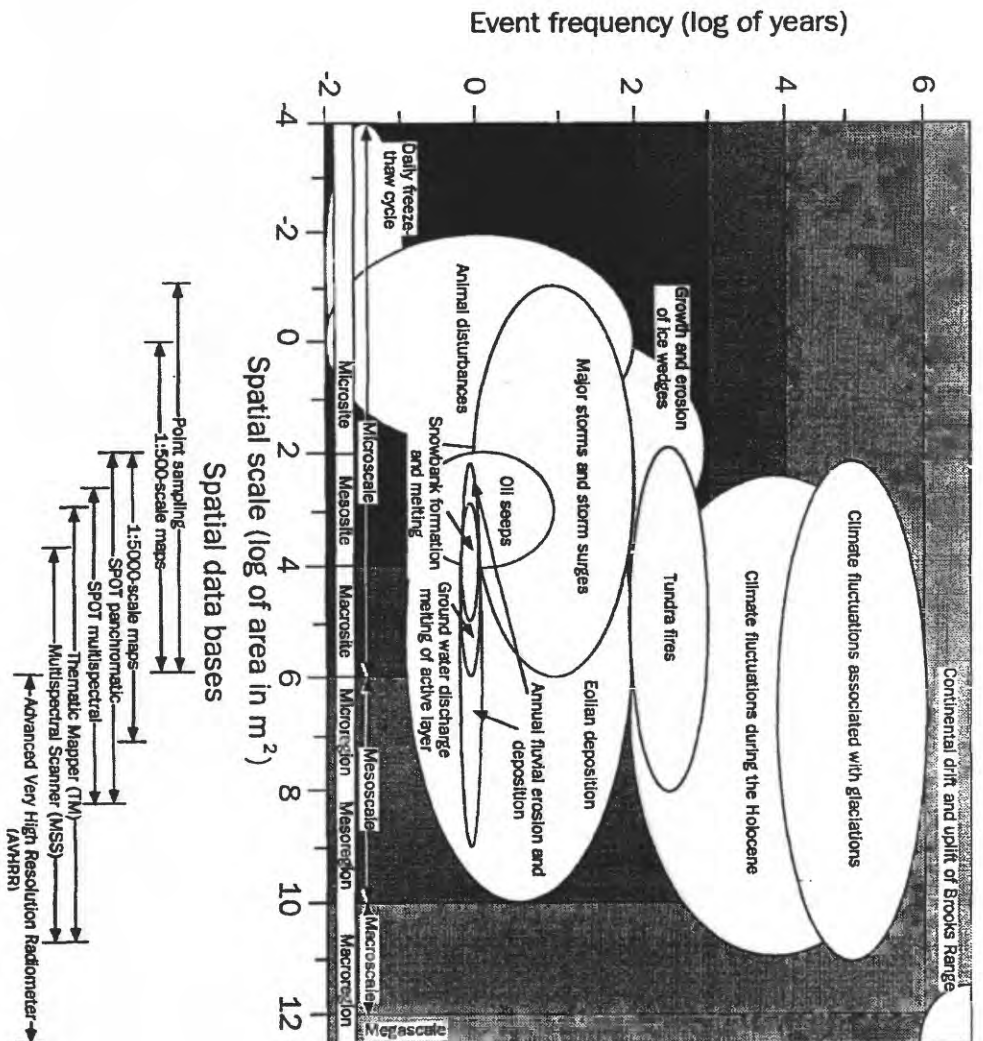 Event frequency (log of years)
6
4
2
0
-2
Continental drift and uplift of Brooks Range
Climate fluctuations associated with glaciations
Climate fluctuations during the Holocene
Tundra fires
Growth and erosion
of ice wedges
Major storms and storm surges
Eolian deposition
Oil seeps
Animal disturbances
Annual fluvial erosion and
deposition
Snowbank formation
and melting
Ground water discharge
melting of active layer
Daily freeze-
thaw cycle
Microscale
Mesoscale
Macroscale
Megascale
Microsite
Mesosite
Macrosite
Microregion
Mesoregion
Macroregion
-4
-2
0
2
4
6
8
10
12
Spatial scale (log of area in m²)
Spatial data bases
Point sampling
1:500-scale maps
1:5000-scale maps
SPOT panchromatic
SPOT multispectral
Thematic Mapper (TM)
Multispectral Scanner (MSS)
Advanced Very High Resolution Radiometer
(AVHRR)